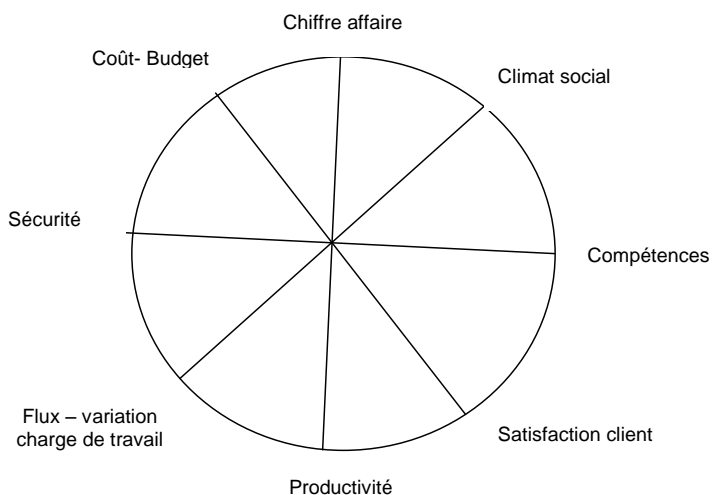 Chiffre affaire
Coût- Budget
Climat social
Sécurité
Compétences
Flux – variation
charge de travail
Satisfaction client
Productivité